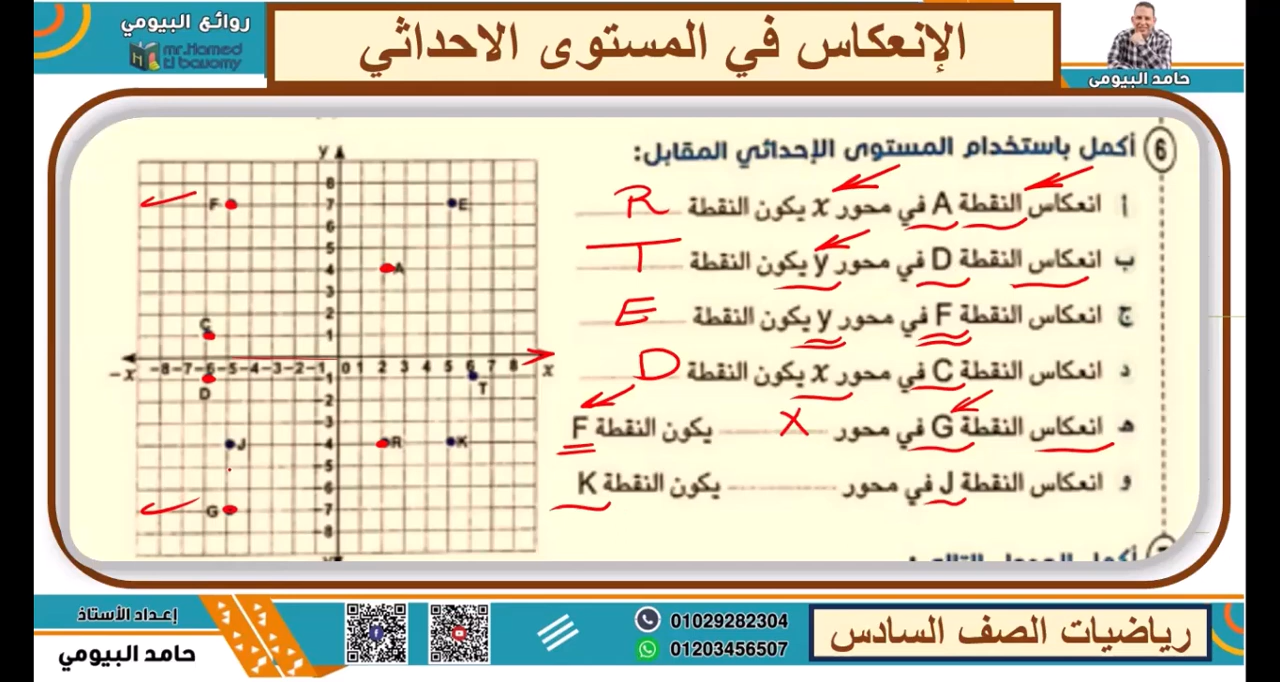 روائع البيومي
mr.Hamed
El bauomy
الإنعكاس في المستوى الاحداثي
حامد البيومى
6 أكمل باستخدام المستوى الإحداثي المقابل:
أ انعكاس النقطة A في محور x يكون النقطة R
ب انعكاس النقطة D في محور y يكون النقطة T
ج انعكاس النقطة F في محور y يكون النقطة E
د انعكاس النقطة C في محور x يكون النقطة D
هـ انعكاس النقطة G في محور X يكون النقطة F
و انعكاس النقطة J في محور يكون النقطة K
y
8
F 7 E
6
5
4 A
3
2
C
1
-x -8 -7 -6 -5 -4 -3 -2 -1 0 1 2 3 4 5 6 7 8 x
-1
D T
-2
-3
J -4 R K
-5
-6
G -7
-8
إعداد الأستاذ
حامد البيومي
01029282304
01203456507
رياضيات الصف السادس